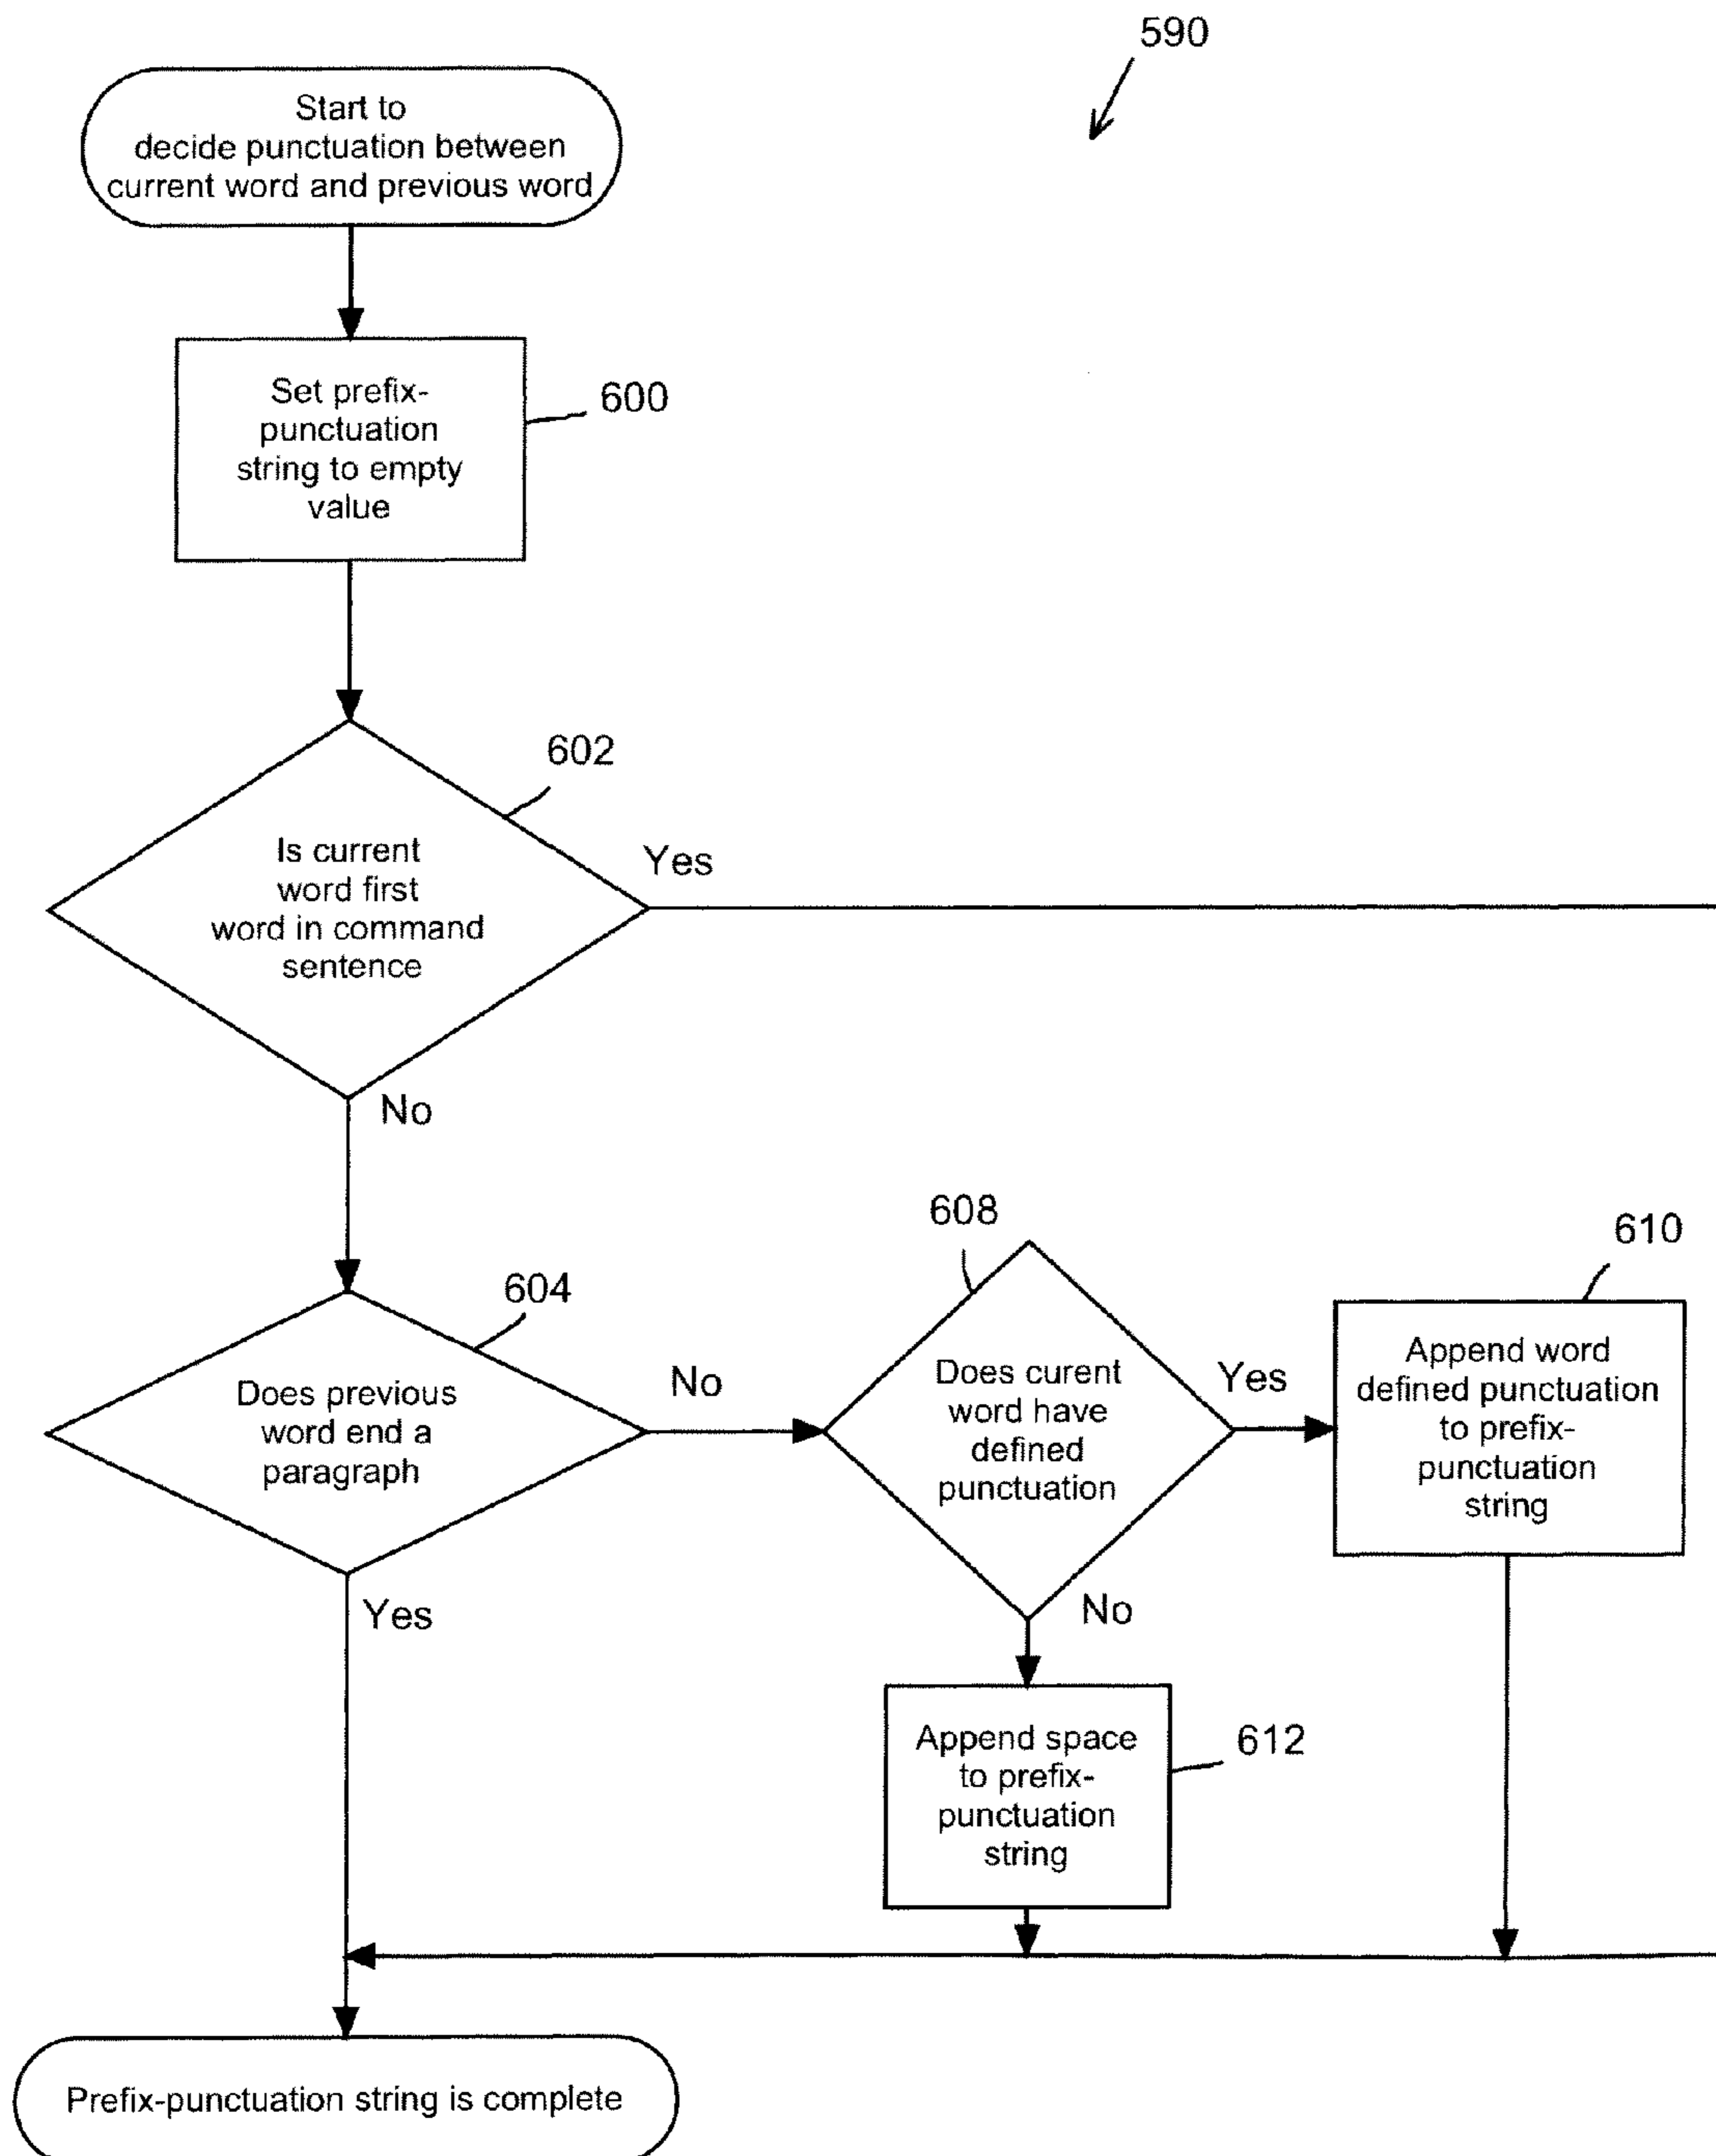 590
Start to
decide punctuation between
current word and previous word
Set prefix-
punctuation
string to empty
value
600
602
Is current
word first
word in command
sentence
Yes
No
604
Does previous
word end a
paragraph
No
Yes
608
Does curent
word have
defined
punctuation
Yes
No
610
Append word
defined punctuation
to prefix-
punctuation
string
Append space
to prefix-
punctuation
string
612
Prefix-punctuation string is complete